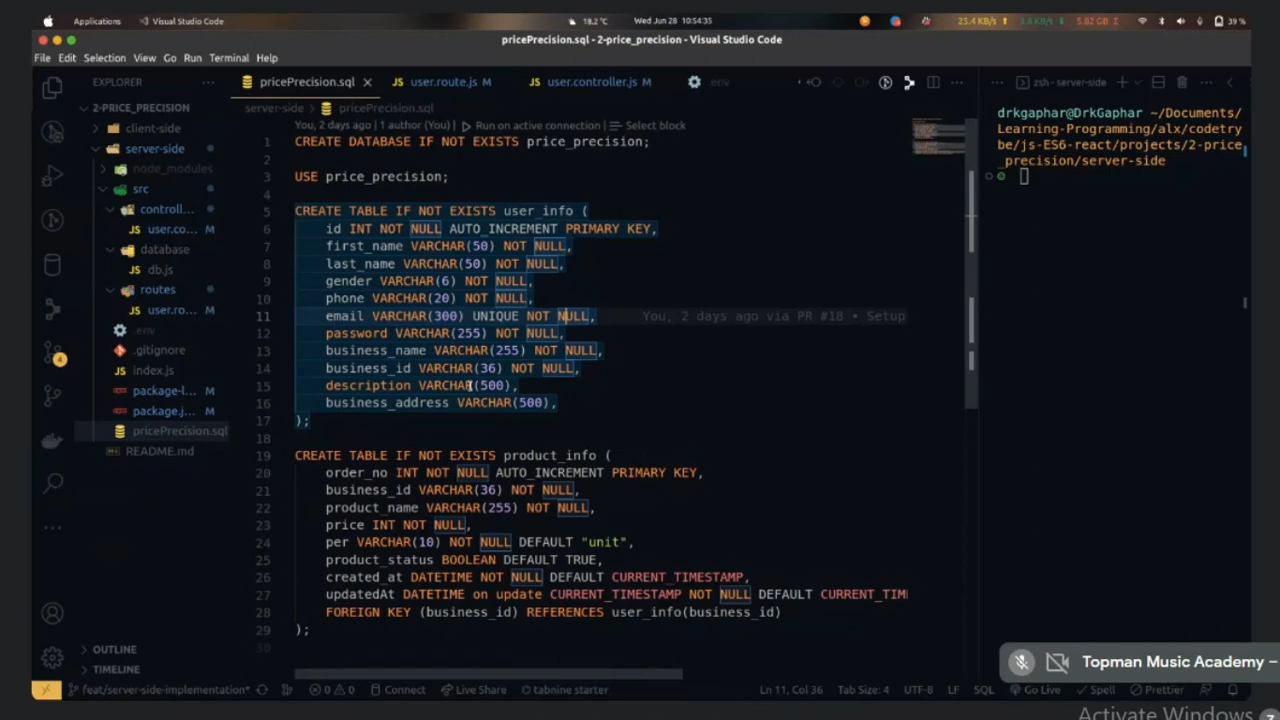 Applications
Visual Studio Code
18.2 °C
Wed Jun 28 10:54:35
25.4 KB/s
3.6 KB/s
5.82 GB
39 %
pricePrecision.sql - 2-price_precision - Visual Studio Code
File Edit Selection View Go Run Terminal Help
EXPLORER
pricePrecision.sql
user.route.js M
user.controller.js M
.env
zsh - server-side
2-PRICE_PRECISION
client-side
server-side
node_modules
src
controll...
user.co... M
database
db.js
routes
user.ro... M
.env
.gitignore
index.js
package-l... M
package.j... M
pricePrecision.sql
README.md
OUTLINE
TIMELINE
server-side > pricePrecision.sql
You, 2 days ago | 1 author (You) | Run on active connection | Select block
1 CREATE DATABASE IF NOT EXISTS price_precision;
2
3 USE price_precision;
4
5 CREATE TABLE IF NOT EXISTS user_info (
6 id INT NOT NULL AUTO_INCREMENT PRIMARY KEY,
7 first_name VARCHAR(50) NOT NULL,
8 last_name VARCHAR(50) NOT NULL,
9 gender VARCHAR(6) NOT NULL,
10 phone VARCHAR(20) NOT NULL,
11 email VARCHAR(300) UNIQUE NOT NULL, You, 2 days ago via PR #18 • Setup
12 password VARCHAR(255) NOT NULL,
13 business_name VARCHAR(255) NOT NULL,
14 business_id VARCHAR(36) NOT NULL,
15 description VARCHAR(500),
16 business_address VARCHAR(500),
17 );
18
19 CREATE TABLE IF NOT EXISTS product_info (
20 order_no INT NOT NULL AUTO_INCREMENT PRIMARY KEY,
21 business_id VARCHAR(36) NOT NULL,
22 product_name VARCHAR(255) NOT NULL,
23 price INT NOT NULL,
24 per VARCHAR(10) NOT NULL DEFAULT "unit",
25 product_status BOOLEAN DEFAULT TRUE,
26 created_at DATETIME NOT NULL DEFAULT CURRENT_TIMESTAMP,
27 updatedAt DATETIME on update CURRENT_TIMESTAMP NOT NULL DEFAULT CURRENT_TIM
28 FOREIGN KEY (business_id) REFERENCES user_info(business_id)
29 );
30
drkgaphar@DrkGaphar ~/Documents/
Learning-Programming/alx/codetry
be/js-ES6-react/projects/2-price
_precision/server-side
4
Topman Music Academy –
feat/server-side-implementation*
0 0
Connect
Live Share
tabnine starter
Ln 11, Col 36
Tab Size: 4
UTF-8
LF
SQL
Go Live
Spell
Prettier
Activate Windows